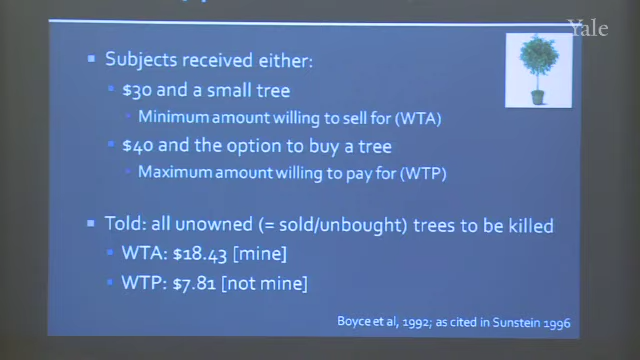 Yale
Subjects received either:
$30 and a small tree
Minimum amount willing to sell for (WTA)
$40 and the option to buy a tree
Maximum amount willing to pay for (WTP)
Told: all unowned (= sold/unbought) trees to be killed
WTA: $18.43 [mine]
WTP: $7.81 [not mine]
Boyce et al, 1992; as cited in Sunstein 1996